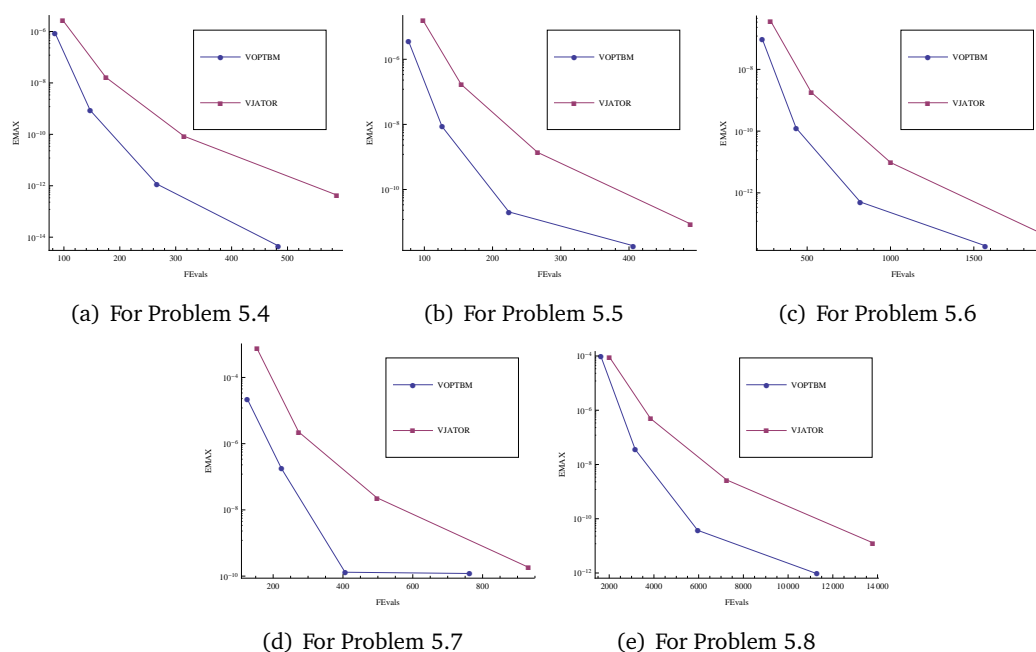 10⁻⁶
10⁻⁸
10⁻¹⁰
10⁻¹²
10⁻¹⁴
EMAX
100 200 300 400 500
FEvals
VOPTBM
VJATOR
(a) For Problem 5.4
10⁻⁶
10⁻⁸
10⁻¹⁰
EMAX
100 200 300 400
FEvals
VOPTBM
VJATOR
(b) For Problem 5.5
10⁻⁸
10⁻¹⁰
10⁻¹²
EMAX
500 1000 1500
FEvals
VOPTBM
VJATOR
(c) For Problem 5.6
10⁻⁴
10⁻⁶
10⁻⁸
10⁻¹⁰
EMAX
200 400 600 800
FEvals
VOPTBM
VJATOR
(d) For Problem 5.7
10⁻⁴
10⁻⁶
10⁻⁸
10⁻¹⁰
10⁻¹²
EMAX
2000 4000 6000 8000 10 000 12 000 14 000
FEvals
VOPTBM
VJATOR
(e) For Problem 5.8